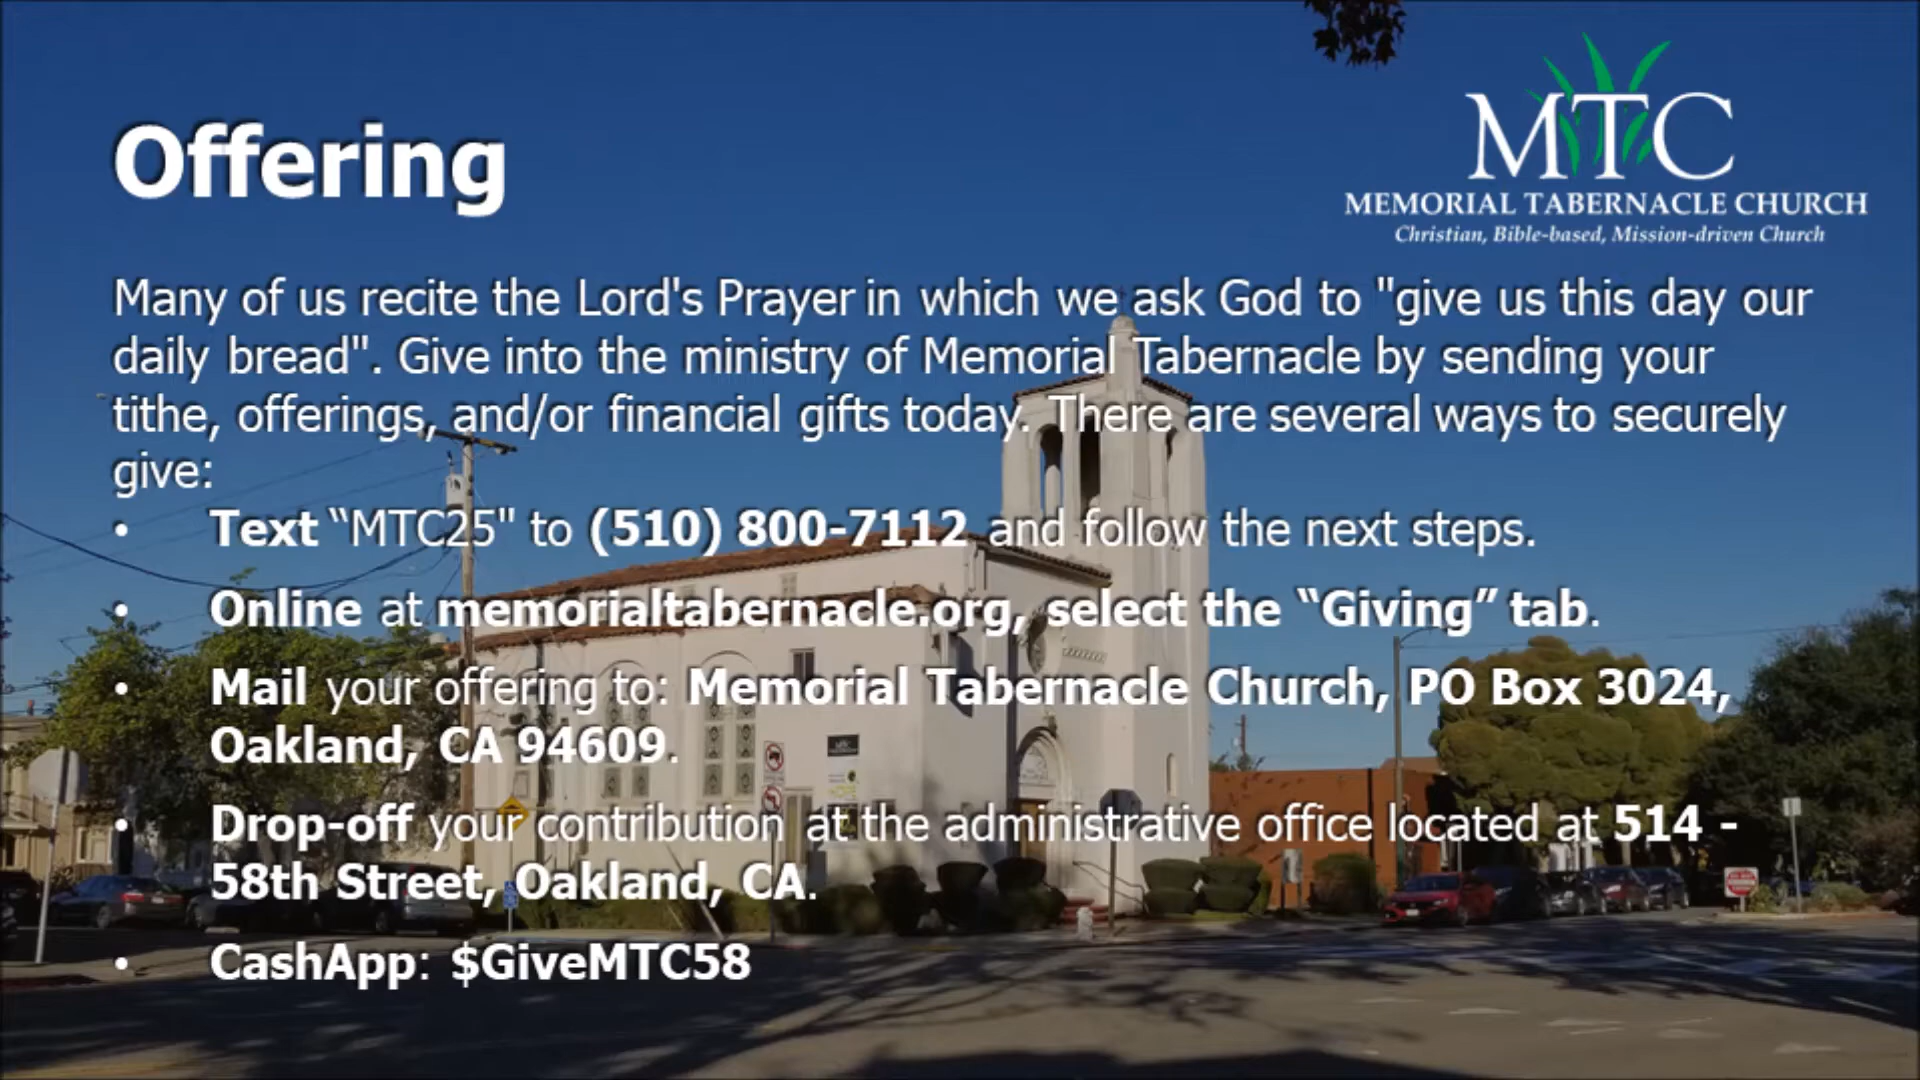 MTC
MEMORIAL TABERNACLE CHURCH
Christian, Bible-based, Mission-driven Church
Offering
Many of us recite the Lord's Prayer in which we ask God to "give us this day our
daily bread". Give into the ministry of Memorial Tabernacle by sending your
tithe, offerings, and/or financial gifts today. There are several ways to securely
give:
• Text “MTC25" to (510) 800-7112 and follow the next steps.
• Online at memorialtabernacle.org, select the “Giving” tab.
• Mail your offering to: Memorial Tabernacle Church, PO Box 3024,
Oakland, CA 94609.
• Drop-off your contribution at the administrative office located at 514 -
58th Street, Oakland, CA.
• CashApp: $GiveMTC58